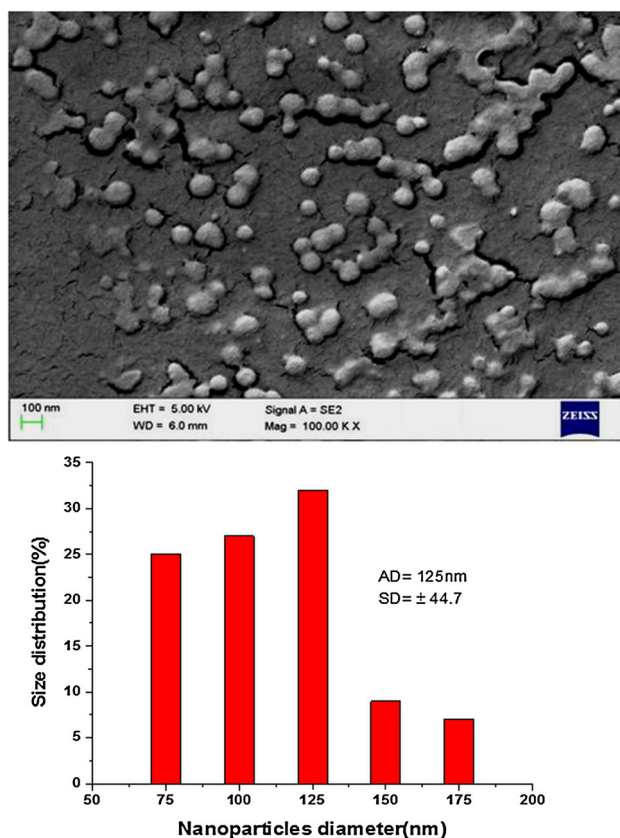 100 nm
EHT = 5.00 kV
Signal A = SE2
WD = 6.0 mm
Mag = 100.00 K X
ZEISS
35
30
25
20
15
10
5
0
Size distribution(%)
AD= 125nm
SD= ± 44.7
50 75 100 125 150 175 200
Nanoparticles diameter(nm)